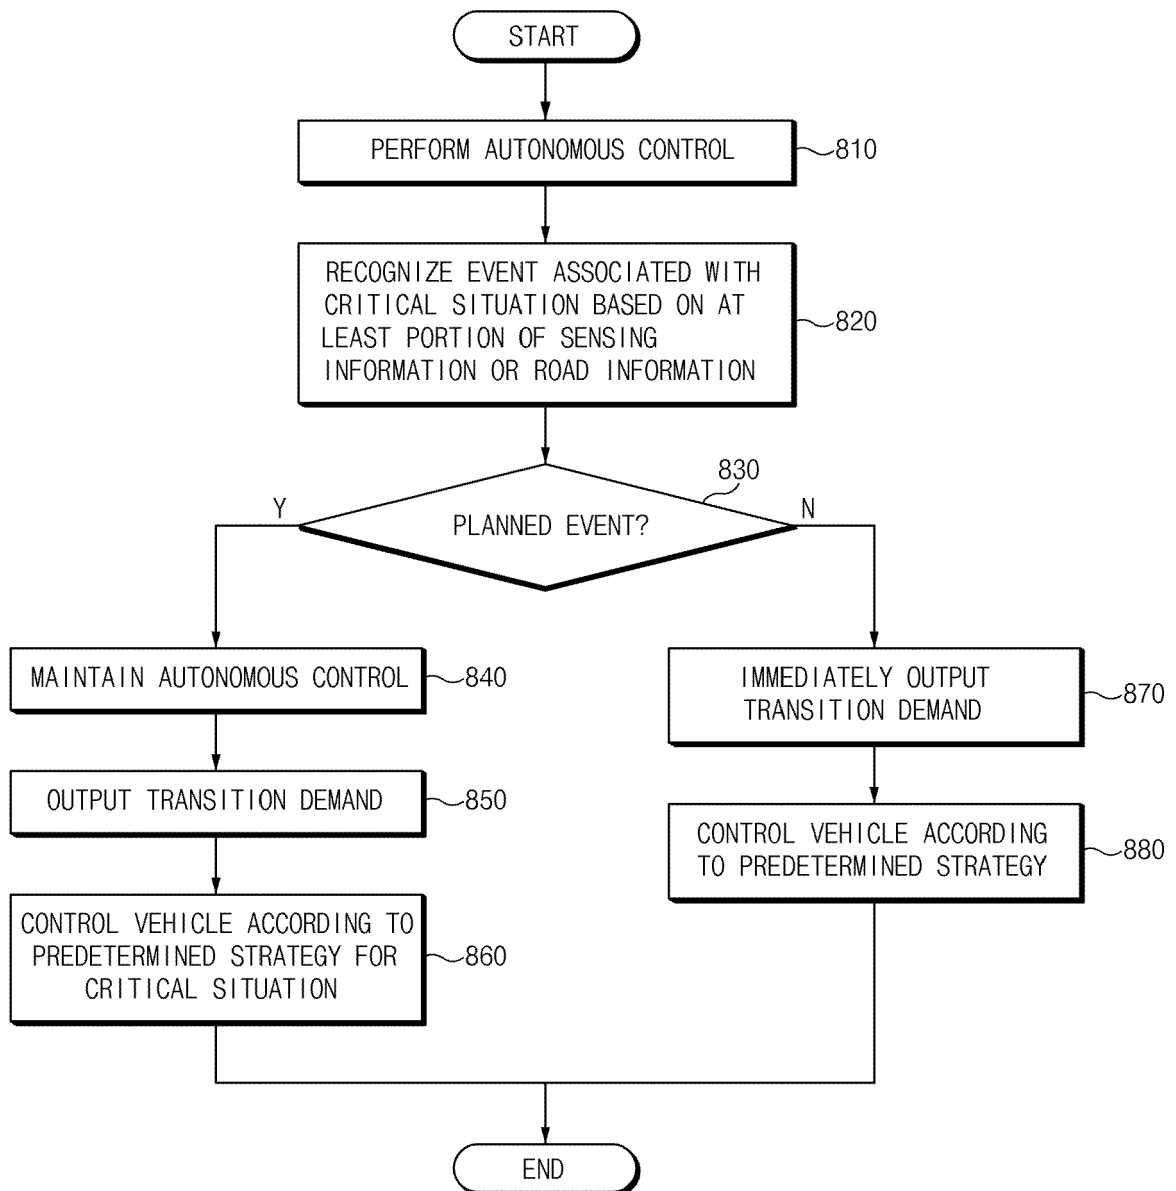 START
PERFORM AUTONOMOUS CONTROL
810
RECOGNIZE EVENT ASSOCIATED WITH
CRITICAL SITUATION BASED ON AT
LEAST PORTION OF SENSING
INFORMATION OR ROAD INFORMATION
820
830
Y
PLANNED EVENT?
N
MAINTAIN AUTONOMOUS CONTROL
840
OUTPUT TRANSITION DEMAND
850
CONTROL VEHICLE ACCORDING TO
PREDETERMINED STRATEGY FOR
CRITICAL SITUATION
860
IMMEDIATELY OUTPUT
TRANSITION DEMAND
870
CONTROL VEHICLE ACCORDING
TO PREDETERMINED STRATEGY
880
END